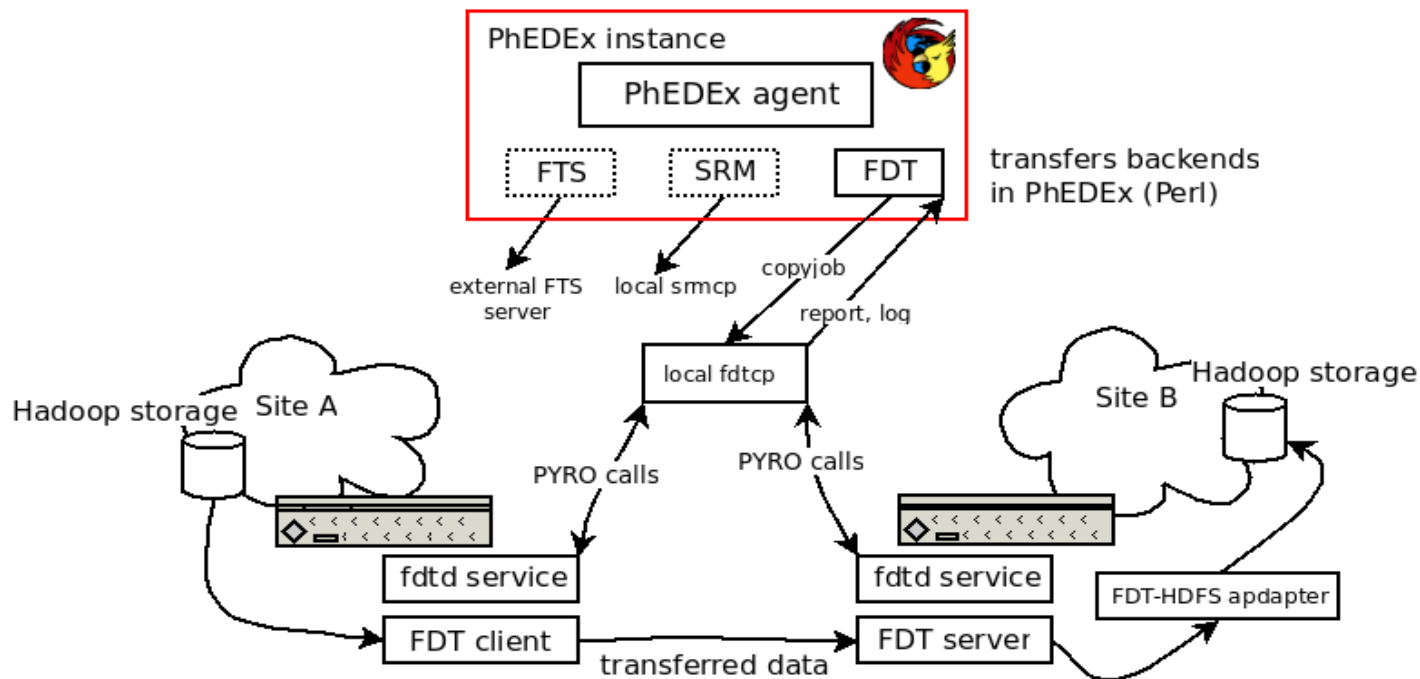 PhEDEx instance
PhEDEx agent
FTS
SRM
FDT
transfers backends
in PhEDEx (Perl)
external FTS
server
local srmcp
copyjob
report, log
local fdtcp
Hadoop storage
Site A
Site B
Hadoop storage
PYRO calls
PYRO calls
fdtd service
fdtd service
FDT-HDFS apdapter
FDT client
transferred data
FDT server